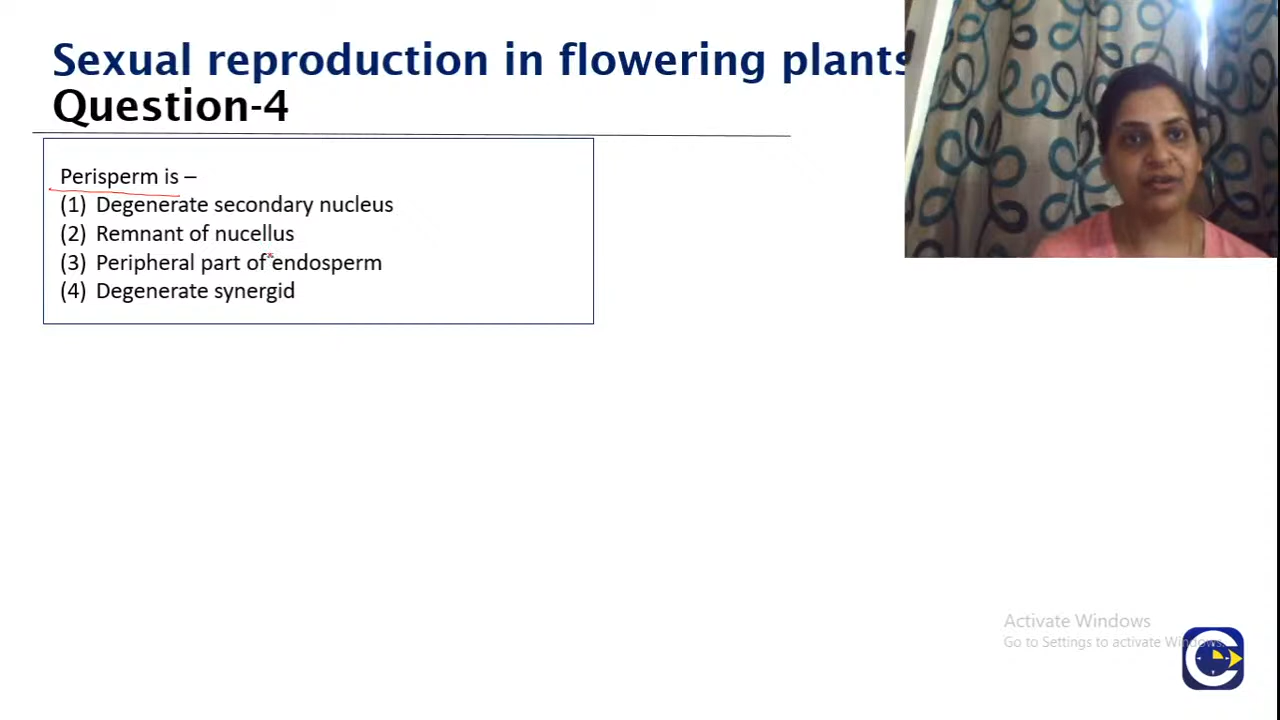 Sexual reproduction in flowering plants
Question-4
Perisperm is –
(1) Degenerate secondary nucleus
(2) Remnant of nucellus
(3) Peripheral part of endosperm
(4) Degenerate synergid
Activate Windows
Go to Settings to activate Windows.